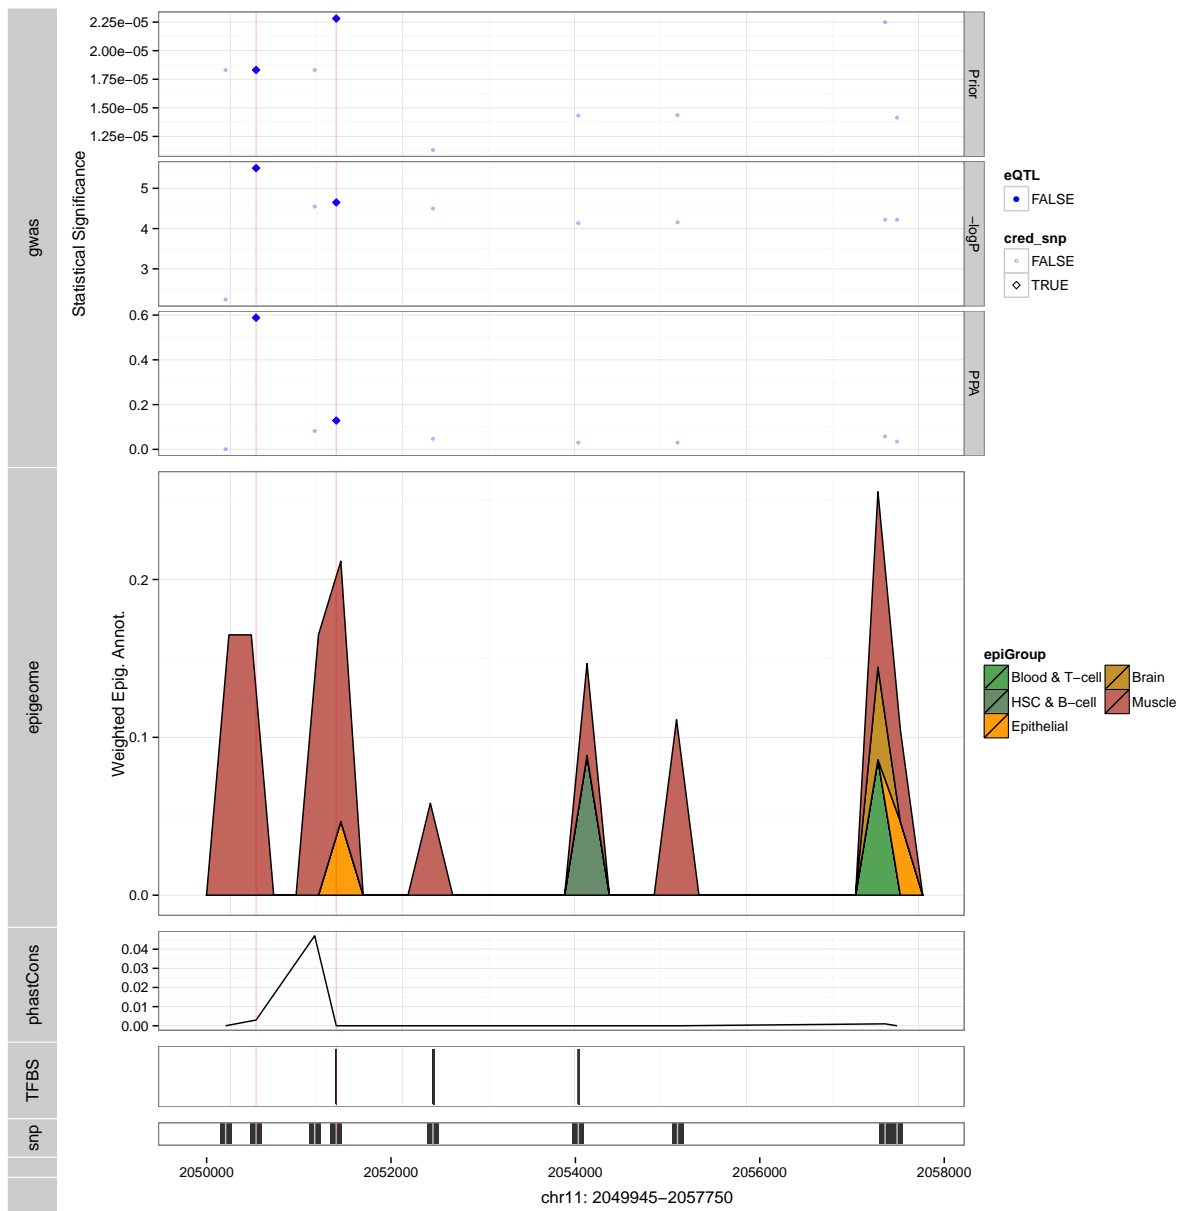 gwas
Statistical Significance
2.25e−05
2.00e−05
1.75e−05
1.50e−05
1.25e−05
Prior
5
4
3
−logP
0.6
0.4
0.2
0.0
PPA
eQTL
FALSE
cred_snp
FALSE
TRUE
epigeome
Weighted Epig. Annot.
0.2
0.1
0.0
epiGroup
Blood & T−cell
Brain
HSC & B−cell
Muscle
Epithelial
phastCons
0.04
0.03
0.02
0.01
0.00
TFBS
snp
2050000
2052000
2054000
2056000
2058000
chr11: 2049945−2057750